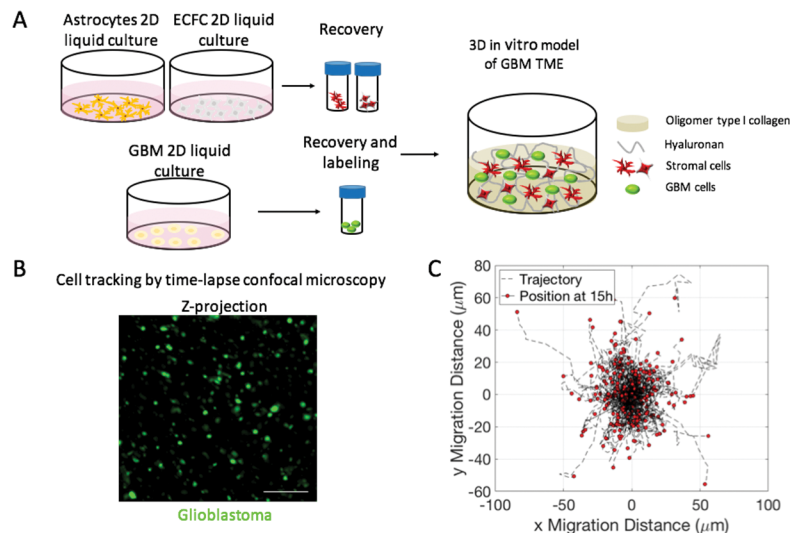 A
Astrocytes 2D
liquid culture
ECFC 2D liquid
culture
Recovery
GBM 2D liquid
culture
Recovery and
labeling
3D in vitro model
of GBM TME
Oligomer type I collagen
Hyaluronan
Stromal cells
GBM cells
B
Cell tracking by time-lapse confocal microscopy
Z-projection
Glioblastoma
C
Trajectory
Position at 15h.
y Migration Distance (μm)
80
60
40
20
0
-20
-40
-60
-100
-50
0
50
100
x Migration Distance (μm)